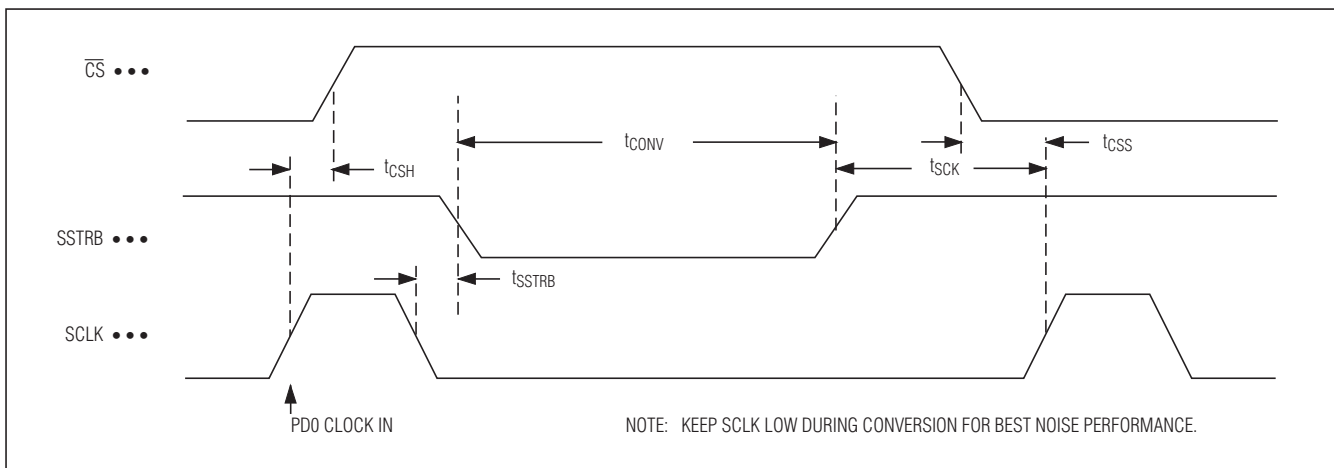 CS •••
tCONV
tCSS
tCSH
tSCK
SSTRB •••
tSSTRB
SCLK •••
PD0 CLOCK IN
NOTE: KEEP SCLK LOW DURING CONVERSION FOR BEST NOISE PERFORMANCE.